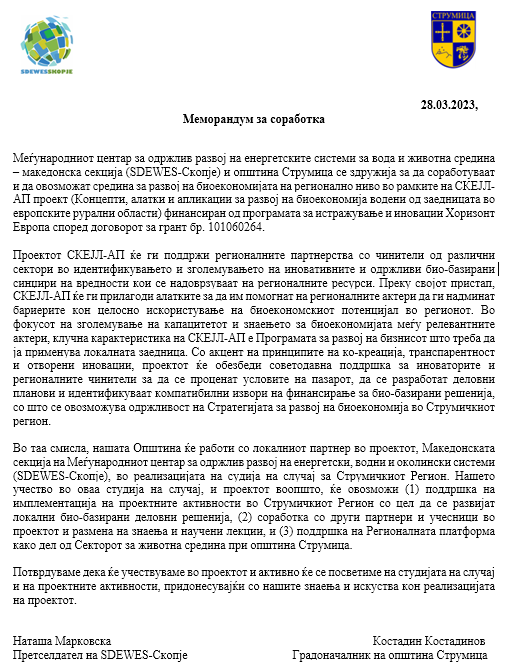 SDEWESSKOPJE
СТРУМИЦА
28.03.2023,
Меморандум за соработка
Меѓународниот центар за одржлив развој на енергетските системи за вода и животна средина
– македонска секција (SDEWES-Скопје) и општина Струмица се здружија за да соработуваат
и да овозможат средина за развој на биоекономијата на регионално ниво во рамките на СКЕЈЛ-
АП проект (Концепти, алатки и апликации за развој на биоекономија водени од заедницата во
европските рурални области) финансиран од програмата за истражување и иновации Хоризонт
Европа според договорот за грант бр. 101060264.
Проектот СКЕЈЛ-АП ќе ги поддржи регионалните партнерства со чинители од различни
сектори во идентификувањето и зголемувањето на иновативните и одржливи био-базирани
синџири на вредности кои се надоврзуваат на регионалните ресурси. Преку својот пристап,
СКЕЈЛ-АП ќе ги прилагоди алатките за да им помогнат на регионалните актери да ги надминат
бариерите кон целосно искористување на биоекономскиот потенцијал во регионот. Во
фокусот на зголемување на капацитетот и знаењето за биоекономијата меѓу релевантните
актери, клучна карактеристика на СКЕЈЛ-АП е Програмата за развој на бизнисот што треба да
ја применува локалната заедница. Со акцент на принципите на ко-креација, транспарентност
и отворени иновации, проектот ќе обезбеди советодавна поддршка за иноваторите и
регионалните чинители за да се проценат условите на пазарот, да се разработат деловни
планови и идентификуваат компатибилни извори на финансирање за био-базирани решенија,
со што се овозможува одржливост на Стратегијата за развој на биоекономија во Струмичкиот
регион.
Во таа смисла, нашата Општина ќе работи со локалниот партнер во проектот, Македонската
секција на Меѓународниот центар за одржлив развој на енергетски, водни и околински системи
(SDEWES-Скопје), во реализацијата на судија на случај за Струмичкиот Регион. Нашето
учество во оваа студија на случај, и проектот воопшто, ќе овозможи (1) поддршка на
имплементација на проектните активности во Струмичкиот Регион со цел да се развијат
локални био-базирани деловни решенија, (2) соработка со други партнери и учесници во
проектот и размена на знаења и научени лекции, и (3) поддршка на Регионалната платформа
како дел од Секторот за животна средина при општина Струмица.
Потврдуваме дека ќе учествуваме во проектот и активно ќе се посветиме на студијата на случај
и на проектните активности, придонесувајќи со нашите знаења и искуства кон реализацијата
на проектот.
Наташа Марковска Костадин Костадинов
Претселдател на SDEWES-Скопје Градоначалник на општина Струмица